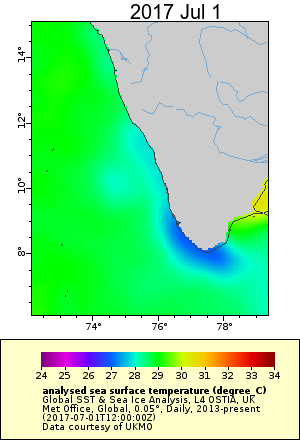 2017 Jul 1
14°
12°
10°
8°
74° 76° 78°
24 25 26 27 28 29 30 31 32 33 34
analysed sea surface temperature (degree_C)
Global SST & Sea Ice Analysis, L4 OSTIA, UK
Met Office, Global, 0.05°, Daily, 2013-present
(2017-07-01T12:00:00Z)
Data courtesy of UKMO